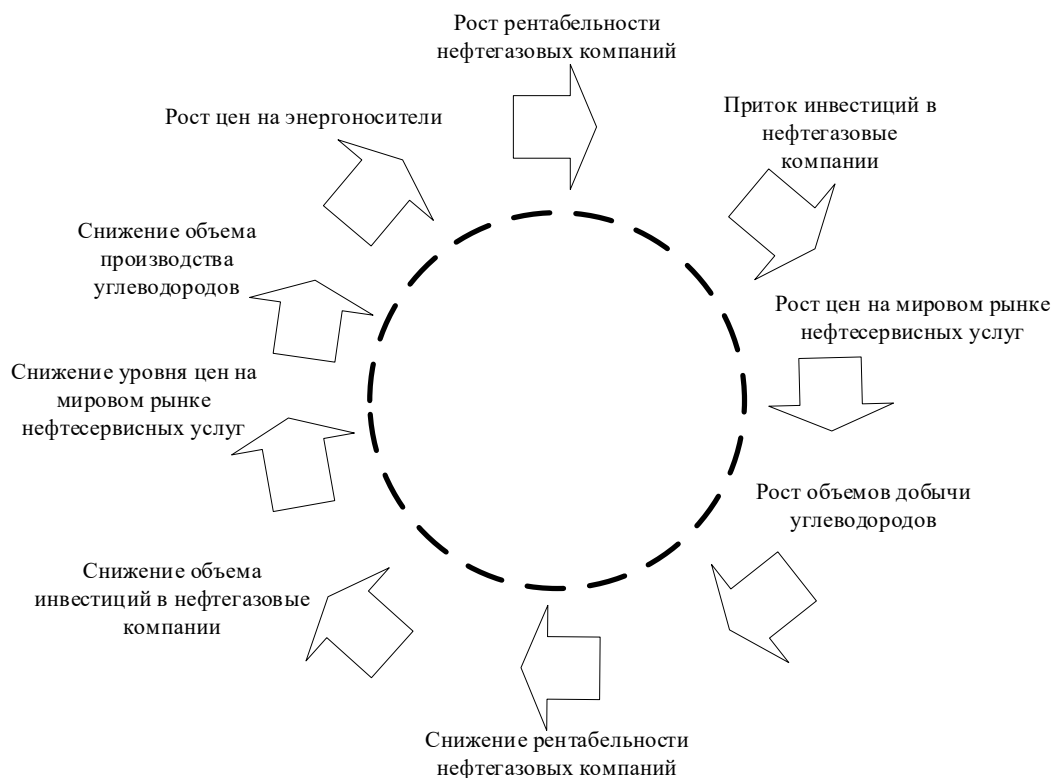 Рост рентабельности
нефтегазовых компаний
Приток инвестиций в
нефтегазовые
компании
Рост цен на мировом рынке
нефтесервисных услуг
Рост объемов добычи
углеводородов
Снижение рентабельности
нефтегазовых компаний
Снижение объема
инвестиций в нефтегазовые
компании
Снижение уровня цен на
мировом рынке
нефтесервисных услуг
Снижение объема
производства
углеводородов
Рост цен на энергоносители